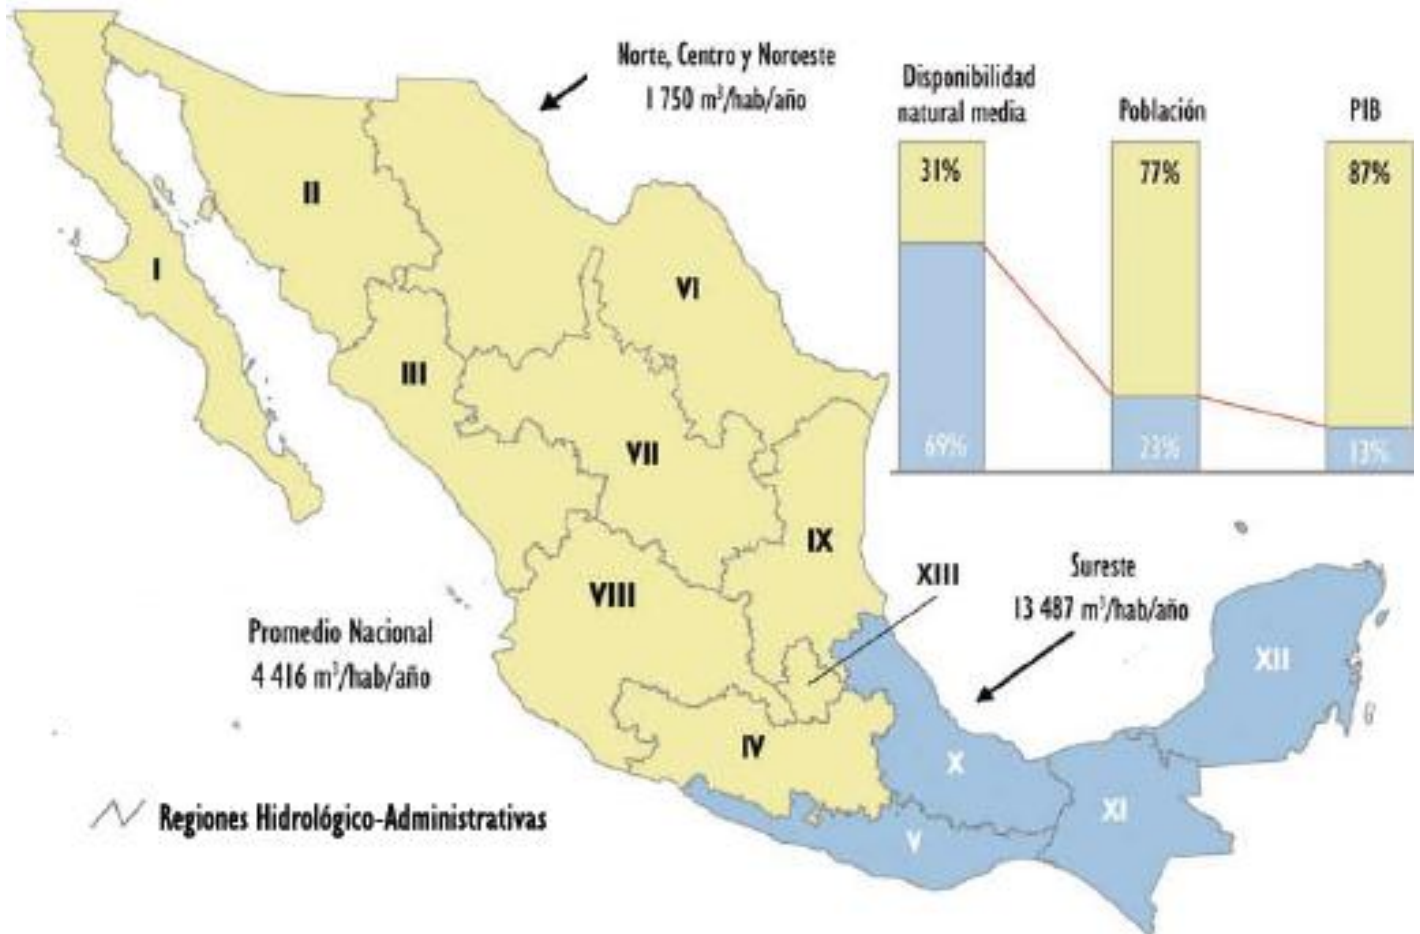 Norte, Centro y Noroeste
1 750 m³/hab/año
Disponibilidad
natural media
Población
PIB
31%
77%
87%
69%
23%
13%
I
II
III
VI
VII
VIII
IX
XIII
Sureste
13 487 m³/hab/año
Promedio Nacional
4 416 m³/hab/año
XII
IV
X
XI
V
Regiones Hidrológico-Administrativas